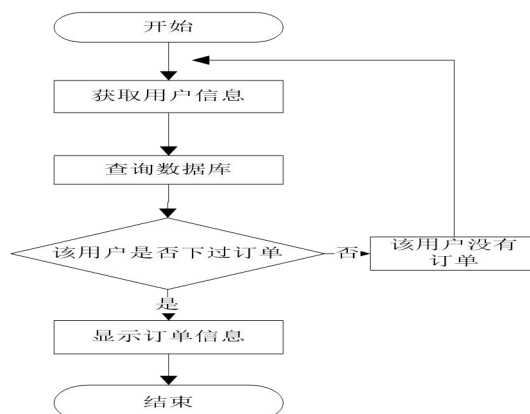 开始
获取用户信息
查询数据库
该用户是否下过订单
否
该用户没有
订单
是
显示订单信息
结束